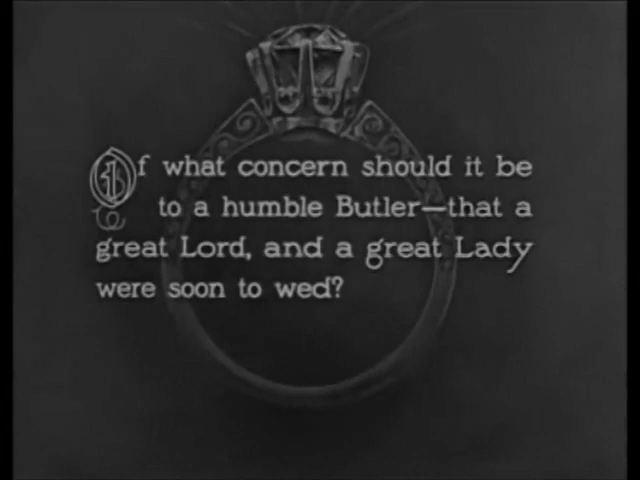 Of what concern should it be
to a humble Butler—that a
great Lord, and a great Lady
were soon to wed?